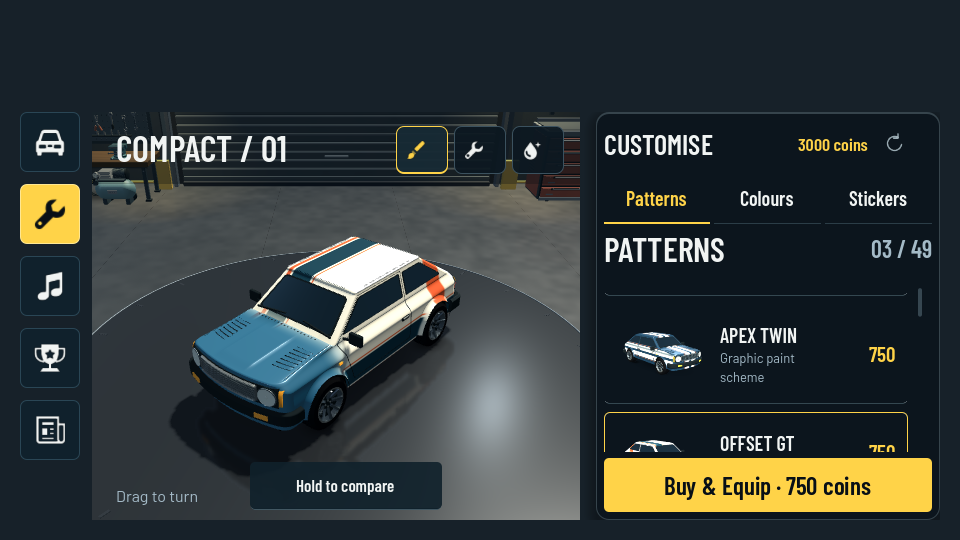 COMPACT / 01
Drag to turn
Hold to compare
CUSTOMISE
3000 coins
Patterns
Colours
Stickers
PATTERNS
03 / 49
APEX TWIN
Graphic paint
scheme
750
OFFSET GT
750
Buy & Equip · 750 coins